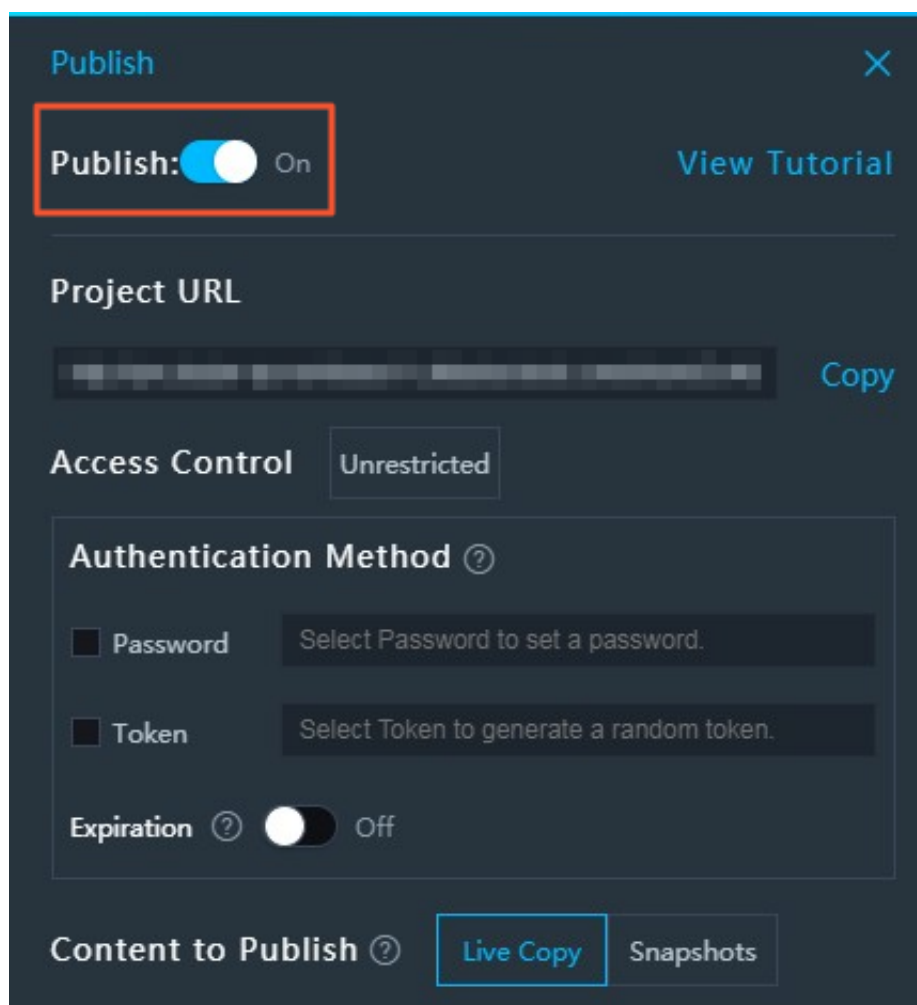 Publish
Publish: On View Tutorial
Project URL
Copy
Access Control Unrestricted
Authentication Method ?
Password Select Password to set a password.
Token Select Token to generate a random token.
Expiration ? Off
Content to Publish ? Live Copy Snapshots